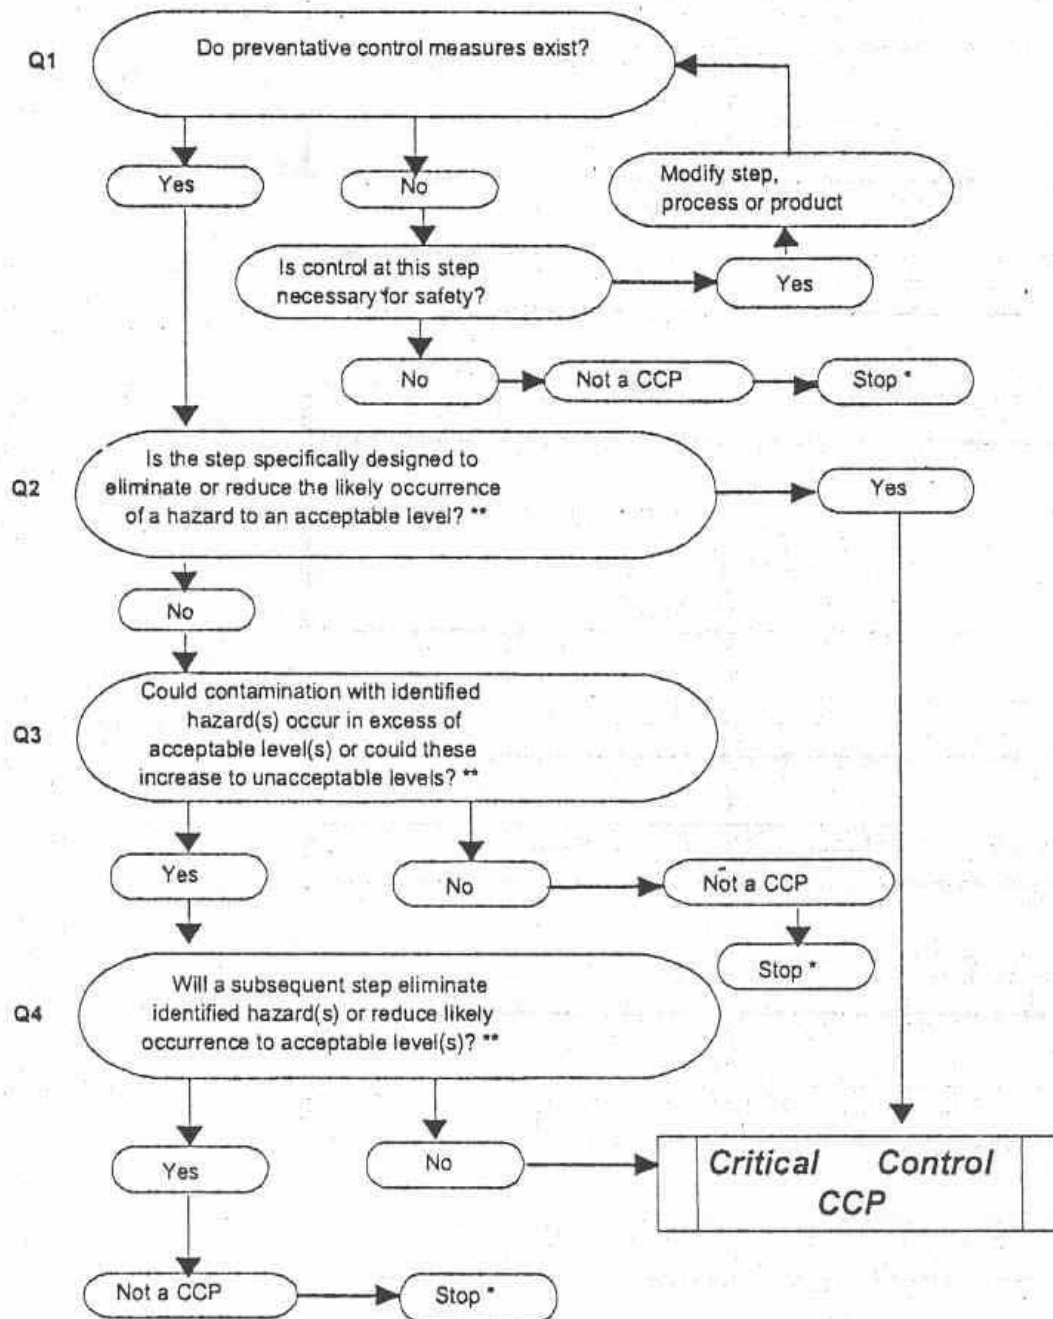 Q1
Do preventative control measures exist?
Yes
No
Modify step,
process or product
Is control at this step
necessary for safety?
Yes
No
Not a CCP
Stop *
Q2
Is the step specifically designed to
eliminate or reduce the likely occurrence
of a hazard to an acceptable level? **
Yes
No
Q3
Could contamination with identified
hazard(s) occur in excess of
acceptable level(s) or could these
increase to unacceptable levels? **
Yes
No
Not a CCP
Stop *
Q4
Will a subsequent step eliminate
identified hazard(s) or reduce likely
occurrence to acceptable level(s)? **
Yes
No
Critical Control
CCP
Not a CCP
Stop *